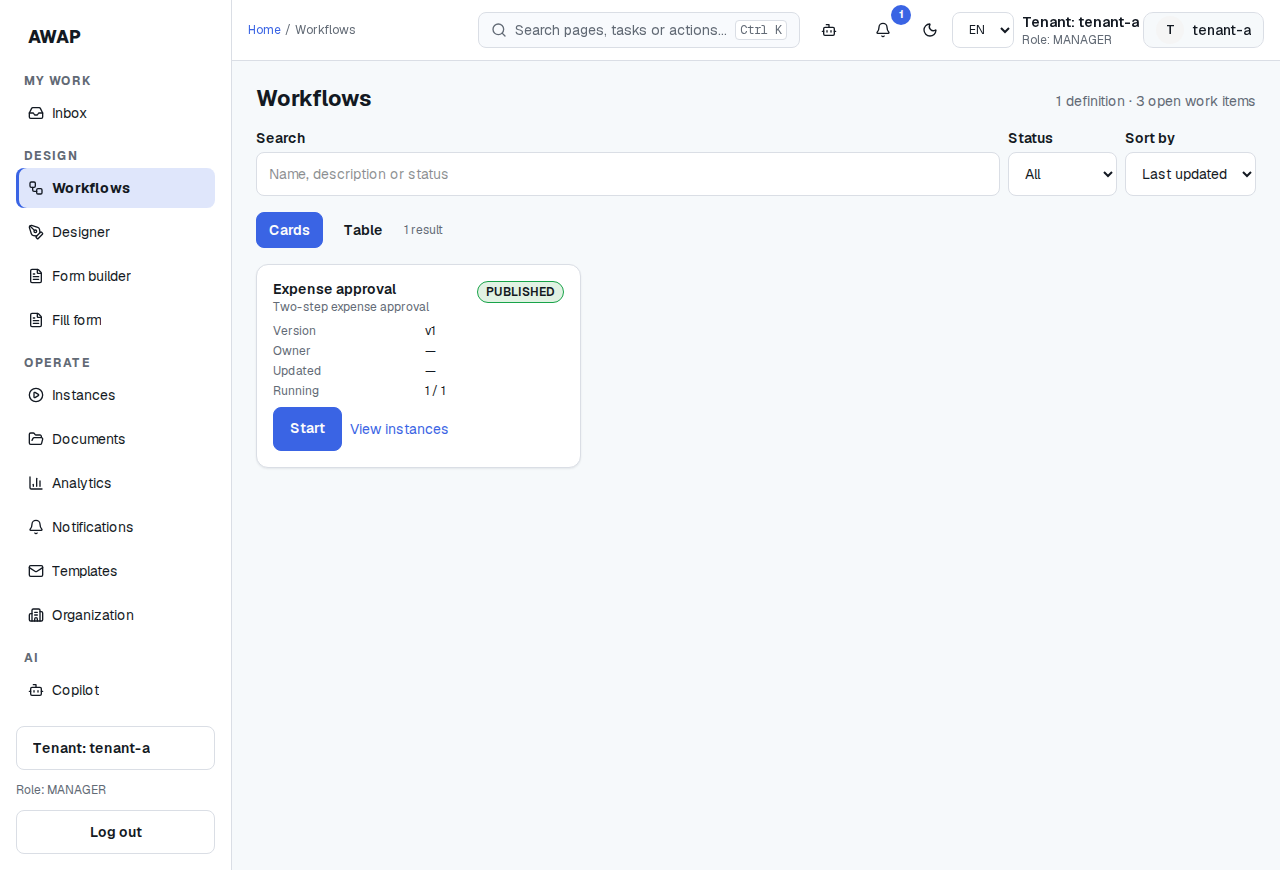 AWAP
MY WORK
Inbox
DESIGN
Workflows
Designer
Form builder
Fill form
OPERATE
Instances
Documents
Analytics
Notifications
Templates
Organization
AI
Copilot
Tenant: tenant-a
Role: MANAGER
Log out
Home / Workflows
Search pages, tasks or actions... Ctrl K
1
EN
Tenant: tenant-a
Role: MANAGER
T tenant-a
Workflows
1 definition · 3 open work items
Search
Name, description or status
Status
All
Sort by
Last updated
Cards Table 1 result
Expense approval
PUBLISHED
Two-step expense approval
Version v1
Owner —
Updated —
Running 1 / 1
Start View instances